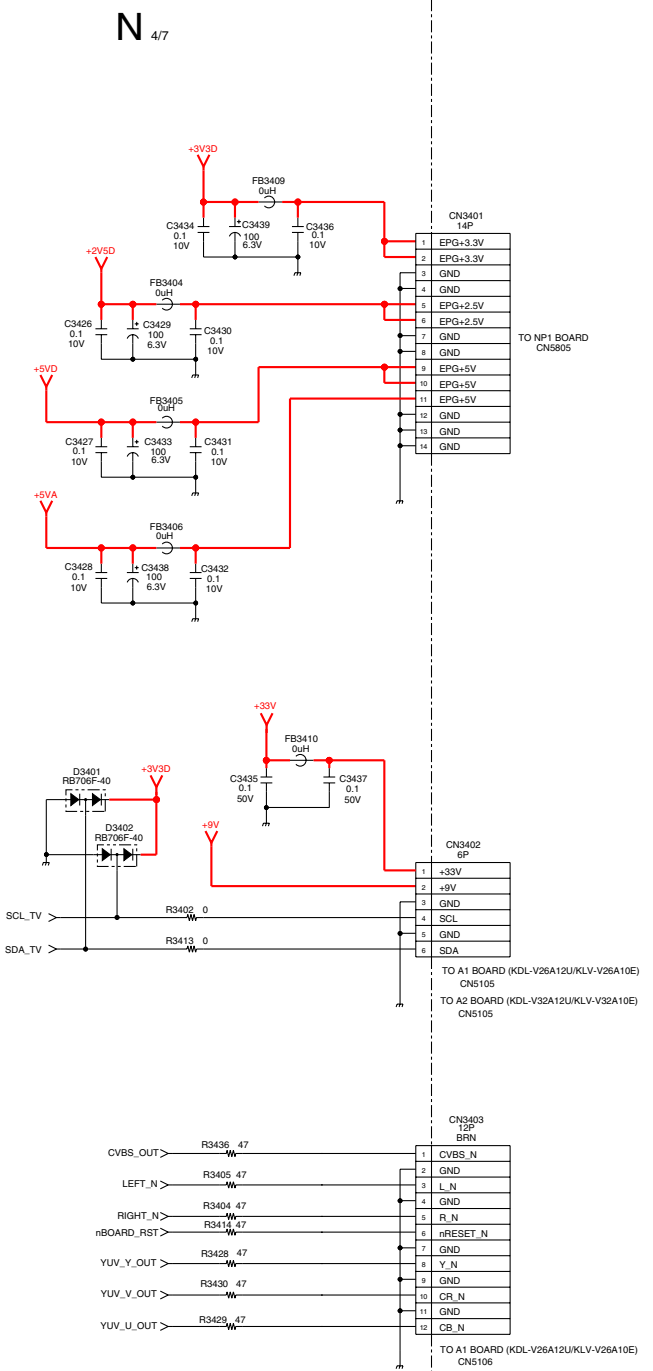 N 4/7
+3V3D
FB3409
0uH
C3434
0.1
10V
C3439
100
6.3V
C3436
0.1
10V
CN3401
14P
1 EPG+3.3V
2 EPG+3.3V
3 GND
4 GND
5 EPG+2.5V
6 EPG+2.5V
7 GND
8 GND
9 EPG+5V
10 EPG+5V
11 EPG+5V
12 GND
13 GND
14 GND
TO NP1 BOARD
CN5805
+2V5D
FB3404
0uH
C3426
0.1
10V
+ C3429
100
6.3V
C3430
0.1
10V
+5VD
FB3405
0uH
C3427
0.1
10V
+ C3433
100
6.3V
C3431
0.1
10V
+5VA
FB3406
0uH
C3428
0.1
10V
+ C3438
100
6.3V
C3432
0.1
10V
+33V
FB3410
0uH
C3435
0.1
50V
C3437
0.1
50V
D3401
RB706F-40
+3V3D
D3402
RB706F-40
+9V
CN3402
6P
1 +33V
2 +9V
3 GND
4 SCL
5 GND
6 SDA
SCL_TV
R3402 0
SDA_TV
R3413 0
TO A1 BOARD (KDL-V26A12U/KLV-V26A10E)
CN5105
TO A2 BOARD (KDL-V32A12U/KLV-V32A10E)
CN5105
CN3403
12P
BRN
CVBS_OUT R3436 47 1 CVBS_N
2 GND
LEFT_N R3405 47 3 L_N
4 GND
RIGHT_N R3404 47 5 R_N
nBOARD_RST R3414 47 6 nRESET_N
7 GND
YUV_Y_OUT R3428 47 8 Y_N
9 GND
YUV_V_OUT R3430 47 10 CR_N
11 GND
YUV_U_OUT R3429 47 12 CB_N
TO A1 BOARD (KDL-V26A12U/KLV-V26A10E)
CN5106